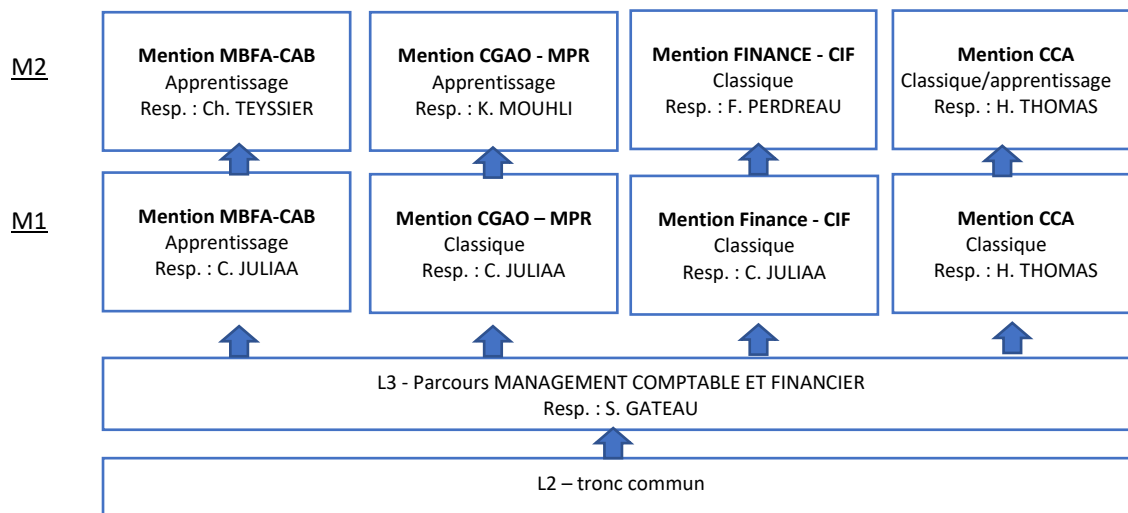 M2
Mention MBFA-CAB
Apprentissage
Resp. : Ch. TEYSSIER
Mention CGAO - MPR
Apprentissage
Resp. : K. MOUHLI
Mention FINANCE - CIF
Classique
Resp. : F. PERDREAU
Mention CCA
Classique/apprentissage
Resp. : H. THOMAS
M1
Mention MBFA-CAB
Apprentissage
Resp. : C. JULIAA
Mention CGAO – MPR
Classique
Resp. : C. JULIAA
Mention Finance - CIF
Classique
Resp. : C. JULIAA
Mention CCA
Classique
Resp. : H. THOMAS
L3 - Parcours MANAGEMENT COMPTABLE ET FINANCIER
Resp. : S. GATEAU
L2 – tronc commun